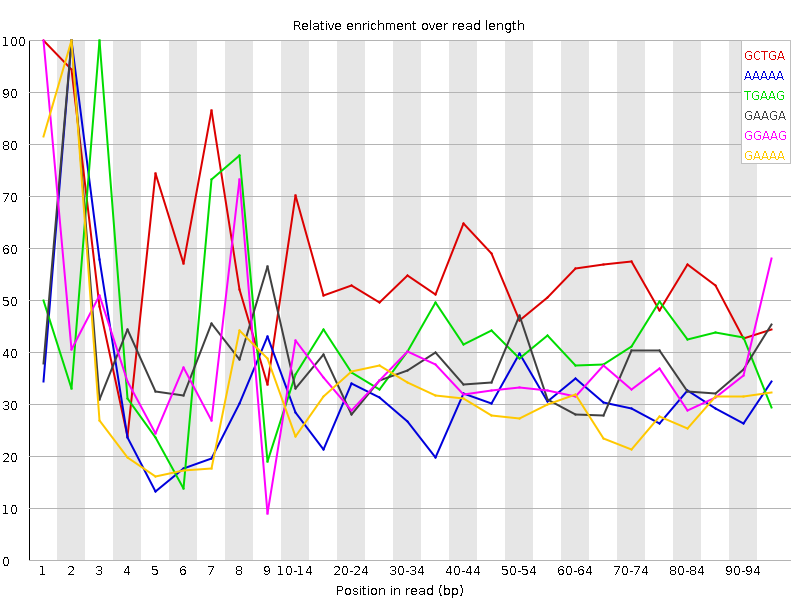 Relative enrichment over read length
100
90
80
70
60
50
40
30
20
10
0
GCTGA
AAAAA
TGAAG
GAAGA
GGAAG
GAAAA
1 2 3 4 5 6 7 8 9 10-14 20-24 30-34 40-44 50-54 60-64 70-74 80-84 90-94
Position in read (bp)